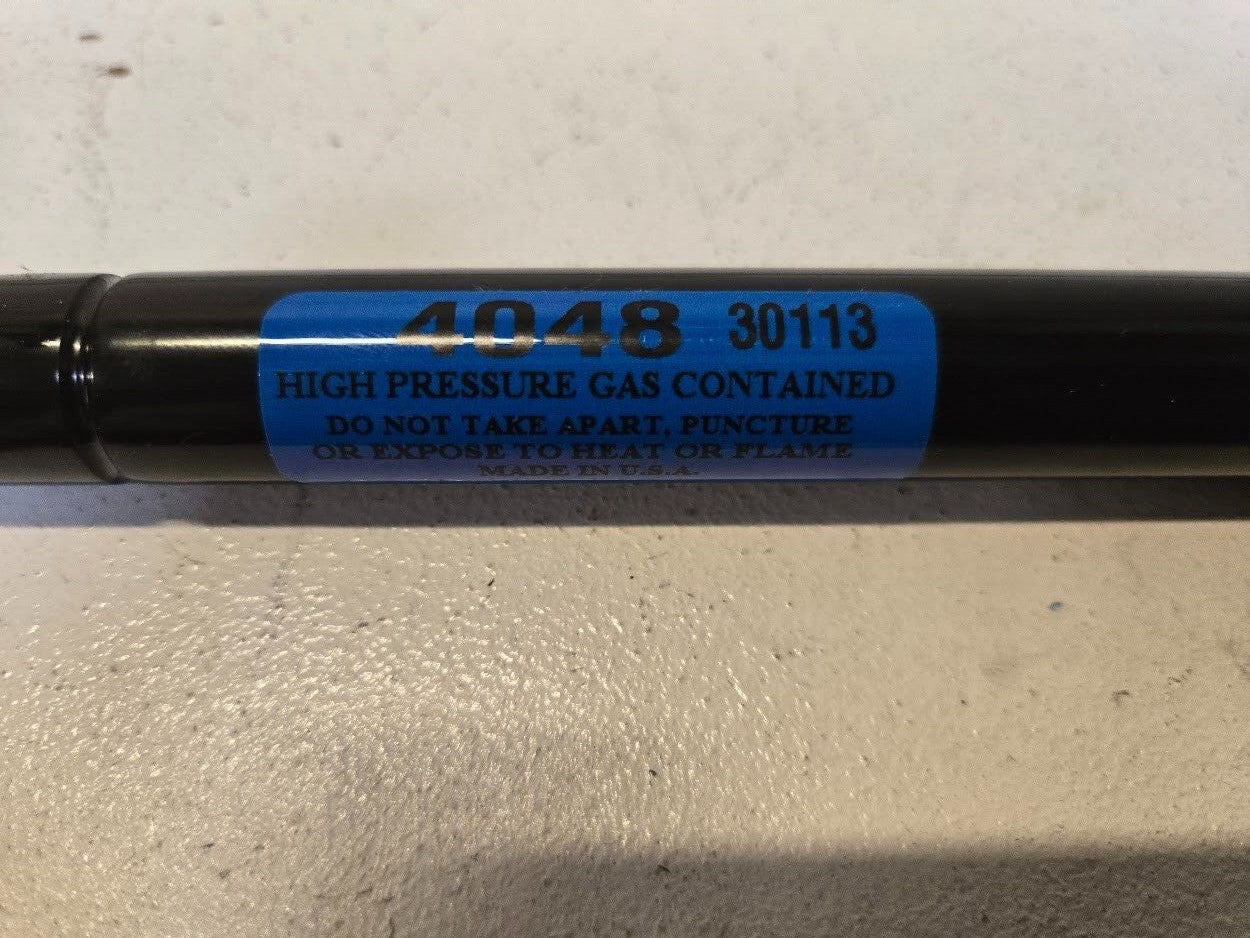 4048 30113
HIGH PRESSURE GAS CONTAINED
DO NOT TAKE APART, PUNCTURE
OR EXPOSE TO HEAT OR FLAME
MADE IN U.S.A.